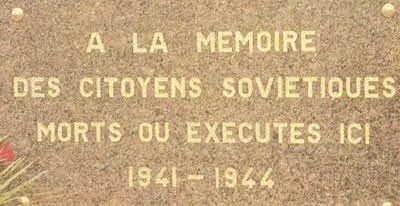 A LA MEMOIRE
DES CITOYENS SOVIETIQUES
MORTS OU EXECUTES ICI
1941 - 1944